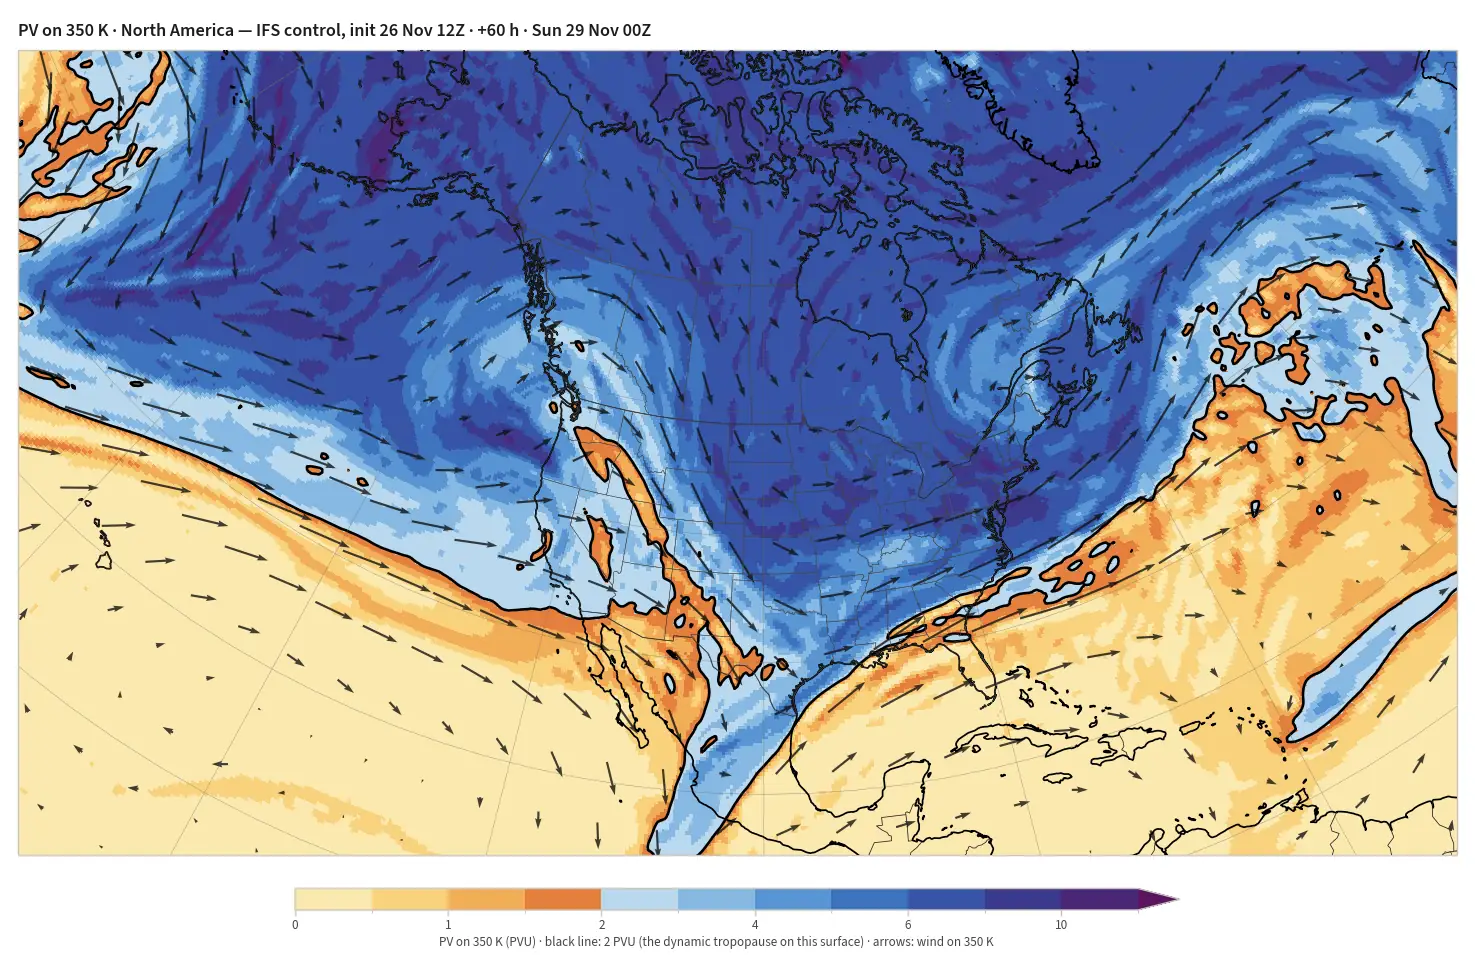 PV on 350 K · North America — IFS control, init 26 Nov 12Z · +60 h · Sun 29 Nov 00Z
0 1 2 4 6 10
PV on 350 K (PVU) · black line: 2 PVU (the dynamic tropopause on this surface) · arrows: wind on 350 K